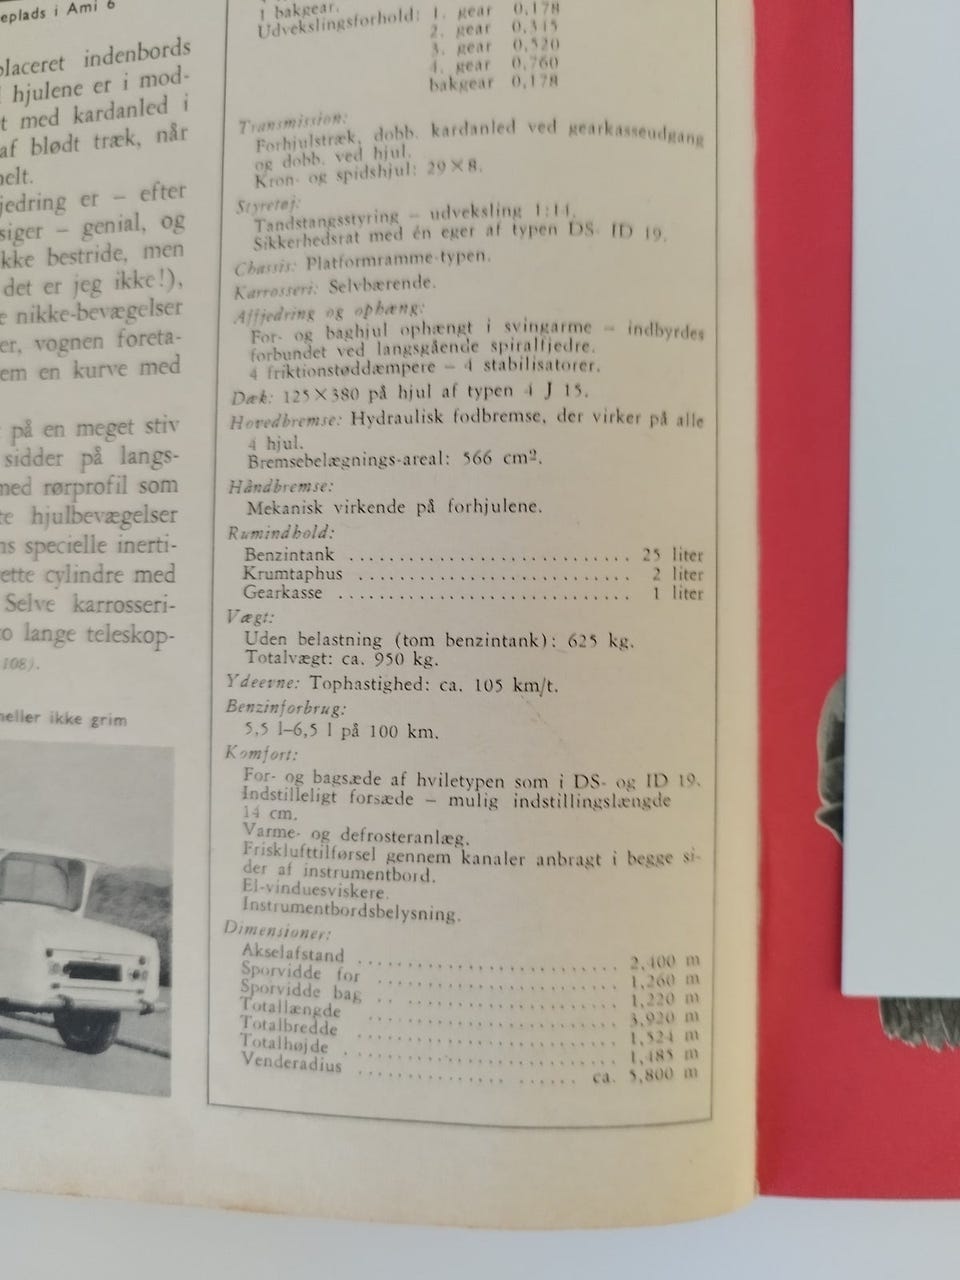 eplads i Ami 6
placeret indenbords
hjulene er i mod-
t med kardanled i
af blødt træk, når
helt.
jedring er – efter
siger – genial, og
kke bestride, men
det er jeg ikke!),
e nikke-bevægelser
er, vognen foreta-
em en kurve med
på en meget stiv
sidder på langs-
med rørprofil som
te hjulbevægelser
ns specielle inerti-
ette cylindre med
Selve karrosseri-
to lange teleskop-
108).
heller ikke grim
1 bakgear.
Udvekslingsforhold: 1. gear 0,178
2. gear 0,345
3. gear 0,520
4. gear 0,760
bakgear 0,178
Transmission:
Forhjulstræk, dobb. kardanled ved gearkasseudgang
og dobb. ved hjul.
Kron- og spidshjul: 29×8.
Styretøj:
Tandstangsstyring – udveksling 1:14.
Sikkerhedsrat med én eger af typen DS- ID 19.
Chassis: Platformramme-typen.
Karrosseri: Selvbærende.
Affjedring og ophæng:
For- og baghjul ophængt i svingarme – indbyrdes
forbundet ved langsgående spiralfjedre.
4 friktionstøddæmpere – 4 stabilisatorer.
Dæk: 125×380 på hjul af typen 4 J 15.
Hovedbremse: Hydraulisk fodbremse, der virker på alle
4 hjul.
Bremsebelægnings-areal: 566 cm².
Håndbremse:
Mekanisk virkende på forhjulene.
Rumindhold:
Benzintank ............................ 25 liter
Krumtaphus ........................... 2 liter
Gearkasse ............................. 1 liter
Vægt:
Uden belastning (tom benzintank): 625 kg.
Totalvægt: ca. 950 kg.
Ydeevne: Tophastighed: ca. 105 km/t.
Benzinforbrug:
5,5 l–6,5 l på 100 km.
Komfort:
For- og bagsæde af hviletypen som i DS- og ID 19.
Indstilleligt forsæde – mulig indstillingslængde
14 cm.
Varme- og defrosteranlæg.
Frisklufttilførsel gennem kanaler anbragt i begge si-
der af instrumentbord.
El-vinduesviskere.
Instrumentbordsbelysning.
Dimensioner:
Akselafstand .......................... 2,400 m
Sporvidde for ........................ 1,260 m
Sporvidde bag ........................ 1,220 m
Totallængde ......................... 3,920 m
Totalbredde .......................... 1,524 m
Totalhøjde ........................... 1,485 m
Venderadius ...................... ca. 5,800 m